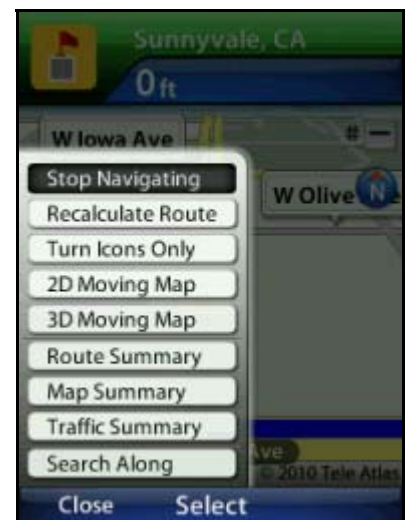 Sunnyvale, CA
0 ft
W Iowa Ave
# −
Stop Navigating
W Olive
N
Recalculate Route
Turn Icons Only
2D Moving Map
3D Moving Map
Route Summary
Map Summary
Traffic Summary
Search Along
Ave
© 2010 Tele Atlas
Close Select